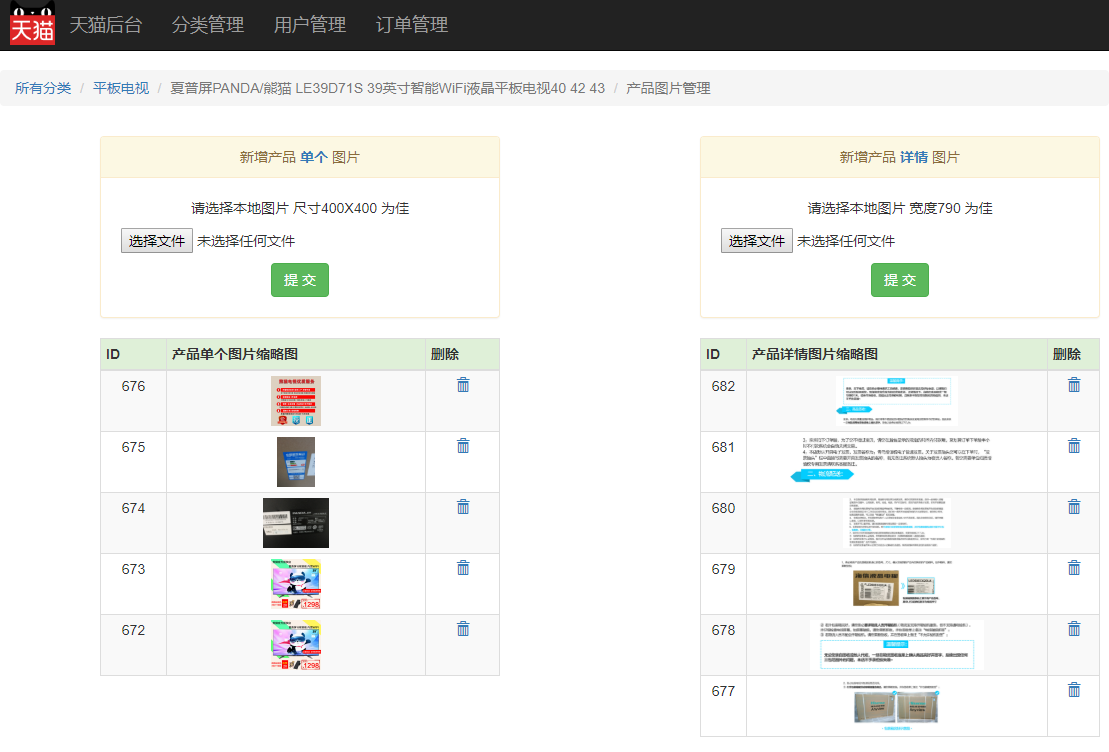 天猫 天猫后台 分类管理 用户管理 订单管理
所有分类 / 平板电视 / 夏普屏PANDA/熊猫 LE39D71S 39英寸智能WiFi液晶平板电视40 42 43 / 产品图片管理
新增产品 单个 图片
请选择本地图片 尺寸400X400 为佳
选择文件 未选择任何文件
提 交
ID 产品单个图片缩略图 删除
676
675
674
673
1298
672
1298
新增产品 详情 图片
请选择本地图片 宽度790 为佳
选择文件 未选择任何文件
提 交
ID 产品详情图片缩略图 删除
682
681
680
679
678
677